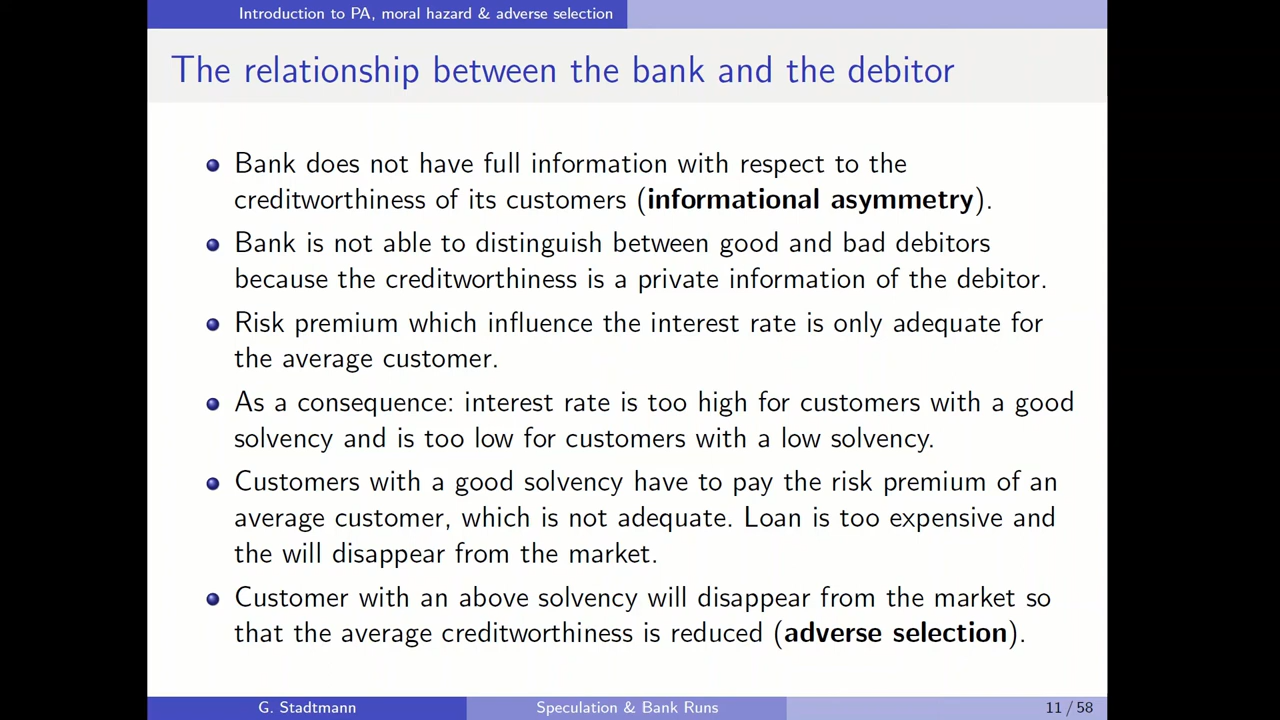 Introduction to PA, moral hazard & adverse selection
The relationship between the bank and the debitor
Bank does not have full information with respect to the
creditworthiness of its customers (informational asymmetry).
Bank is not able to distinguish between good and bad debitors
because the creditworthiness is a private information of the debitor.
Risk premium which influence the interest rate is only adequate for
the average customer.
As a consequence: interest rate is too high for customers with a good
solvency and is too low for customers with a low solvency.
Customers with a good solvency have to pay the risk premium of an
average customer, which is not adequate. Loan is too expensive and
the will disappear from the market.
Customer with an above solvency will disappear from the market so
that the average creditworthiness is reduced (adverse selection).
G. Stadtmann
Speculation & Bank Runs
11 / 58